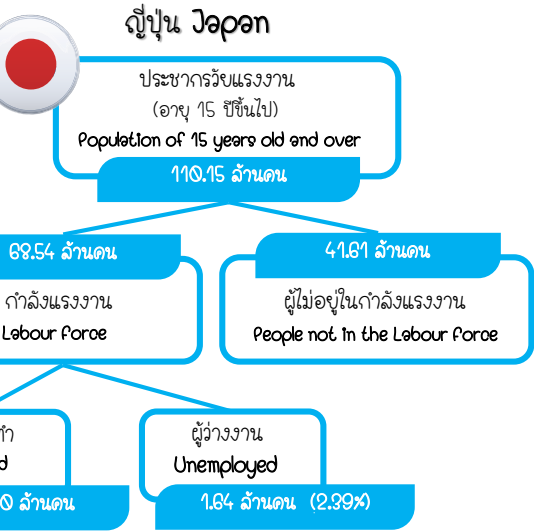 ญี่ปุ่น Japan
ประชากรวัยแรงงาน
(อายุ 15 ปีขึ้นไป)
Population of 15 years old and over
110.15 ล้านคน
68.54 ล้านคน
41.61 ล้านคน
กำลังแรงงาน
Labour Force
ผู้ไม่อยู่ในกำลังแรงงาน
People not in the Labour Force
ผู้ว่างงาน
Unemployed
0 ล้านคน
1.64 ล้านคน (2.39%)